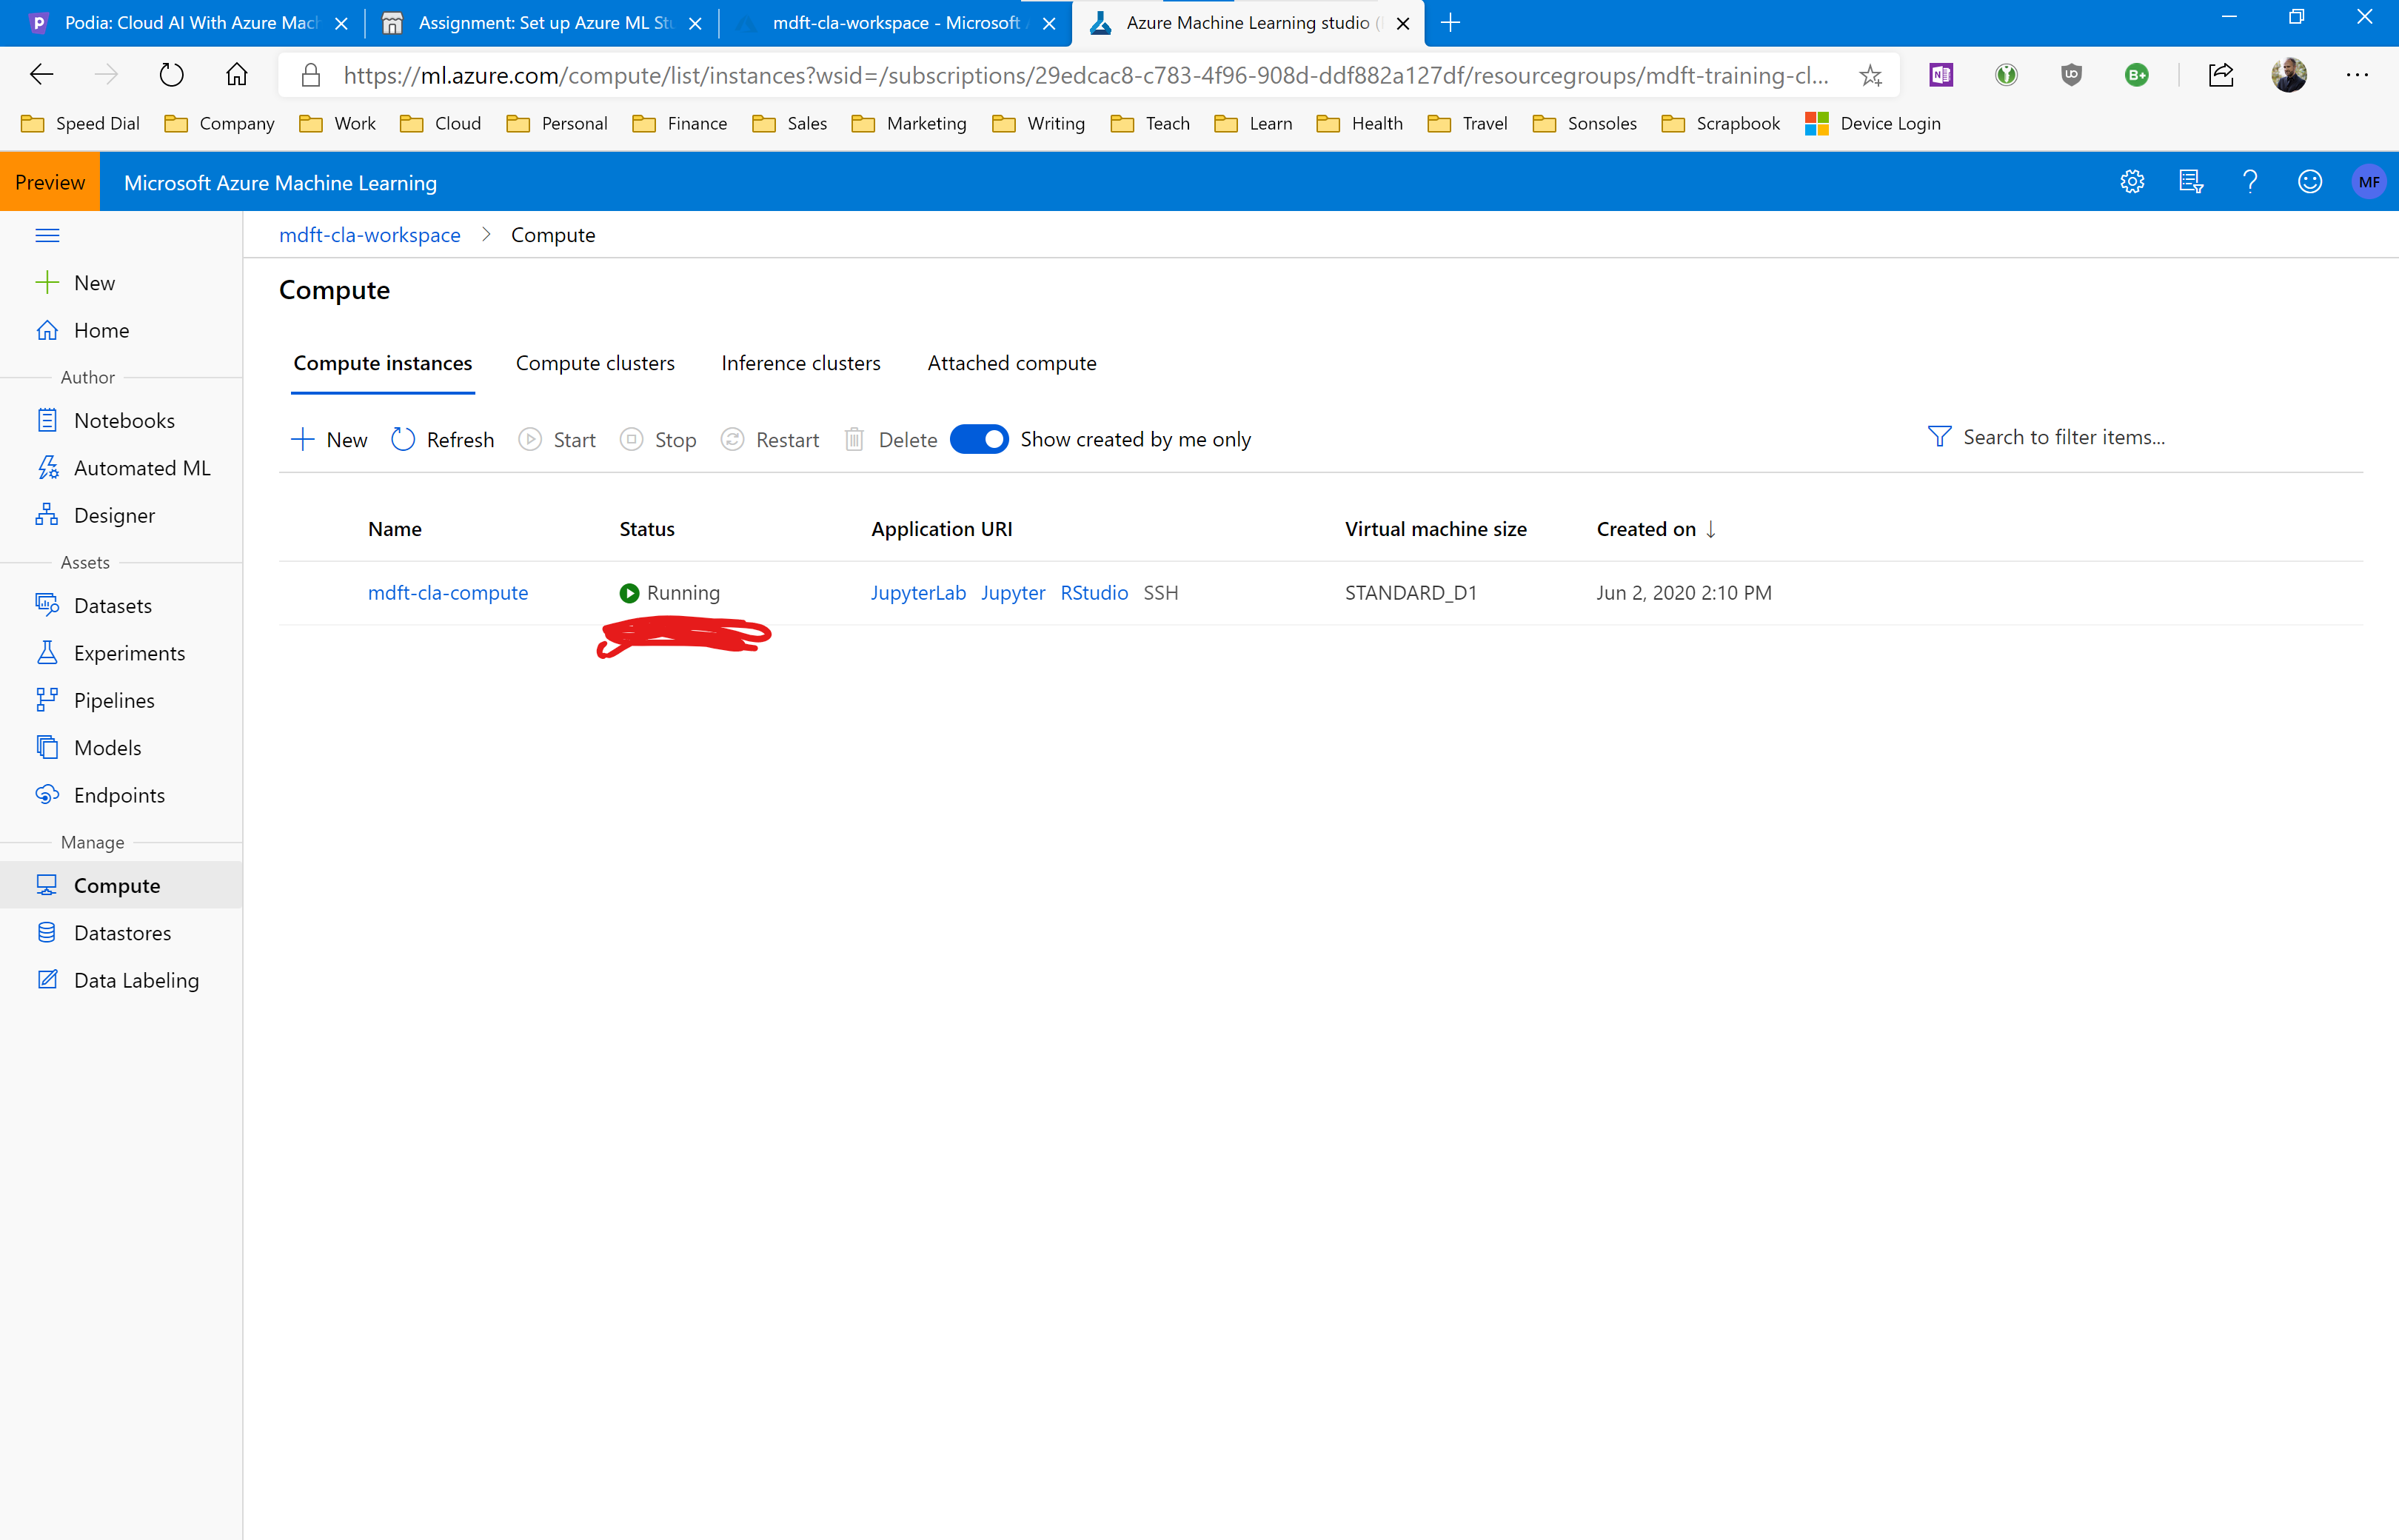 Podia: Cloud AI With Azure Mach
Assignment: Set up Azure ML Stu
mdft-cla-workspace - Microsoft A
Azure Machine Learning studio (
https://ml.azure.com/compute/list/instances?wsid=/subscriptions/29edcac8-c783-4f96-908d-ddf882a127df/resourcegroups/mdft-training-cl...
Speed Dial Company Work Cloud Personal Finance Sales Marketing Writing Teach Learn Health Travel Sonsoles Scrapbook Device Login
Preview Microsoft Azure Machine Learning MF
mdft-cla-workspace > Compute
New
Home
Author
Notebooks
Automated ML
Designer
Assets
Datasets
Experiments
Pipelines
Models
Endpoints
Manage
Compute
Datastores
Data Labeling
Compute
Compute instances Compute clusters Inference clusters Attached compute
New Refresh Start Stop Restart Delete Show created by me only Search to filter items...
Name Status Application URI Virtual machine size Created on ↓
mdft-cla-compute Running JupyterLab Jupyter RStudio SSH STANDARD_D1 Jun 2, 2020 2:10 PM